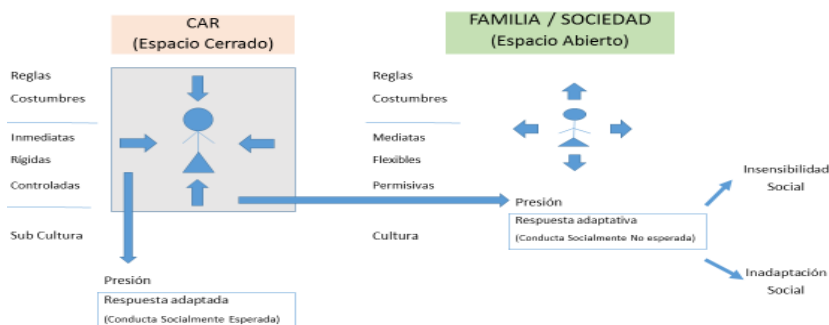 CAR
(Espacio Cerrado)
Reglas
Costumbres
Inmediatas
Rígidas
Controladas
Sub Cultura
Presión
Respuesta adaptada
(Conducta Socialmente Esperada)
FAMILIA / SOCIEDAD
(Espacio Abierto)
Reglas
Costumbres
Mediatas
Flexibles
Permisivas
Cultura
Presión
Respuesta adaptativa
(Conducta Socialmente No esperada)
Insensibilidad
Social
Inadaptación
Social